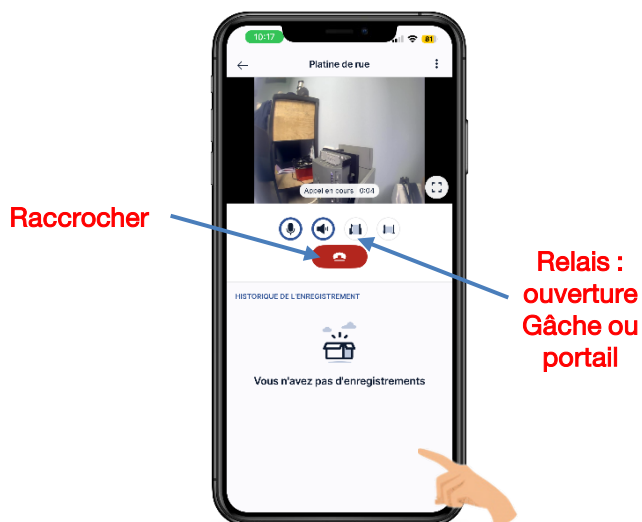 10:17
81
Platine de rue
Appel en cours 0:04
Raccrocher
Relais :
ouverture
Gâche ou
portail
HISTORIQUE DE L'ENREGISTREMENT
Vous n'avez pas d'enregistrements